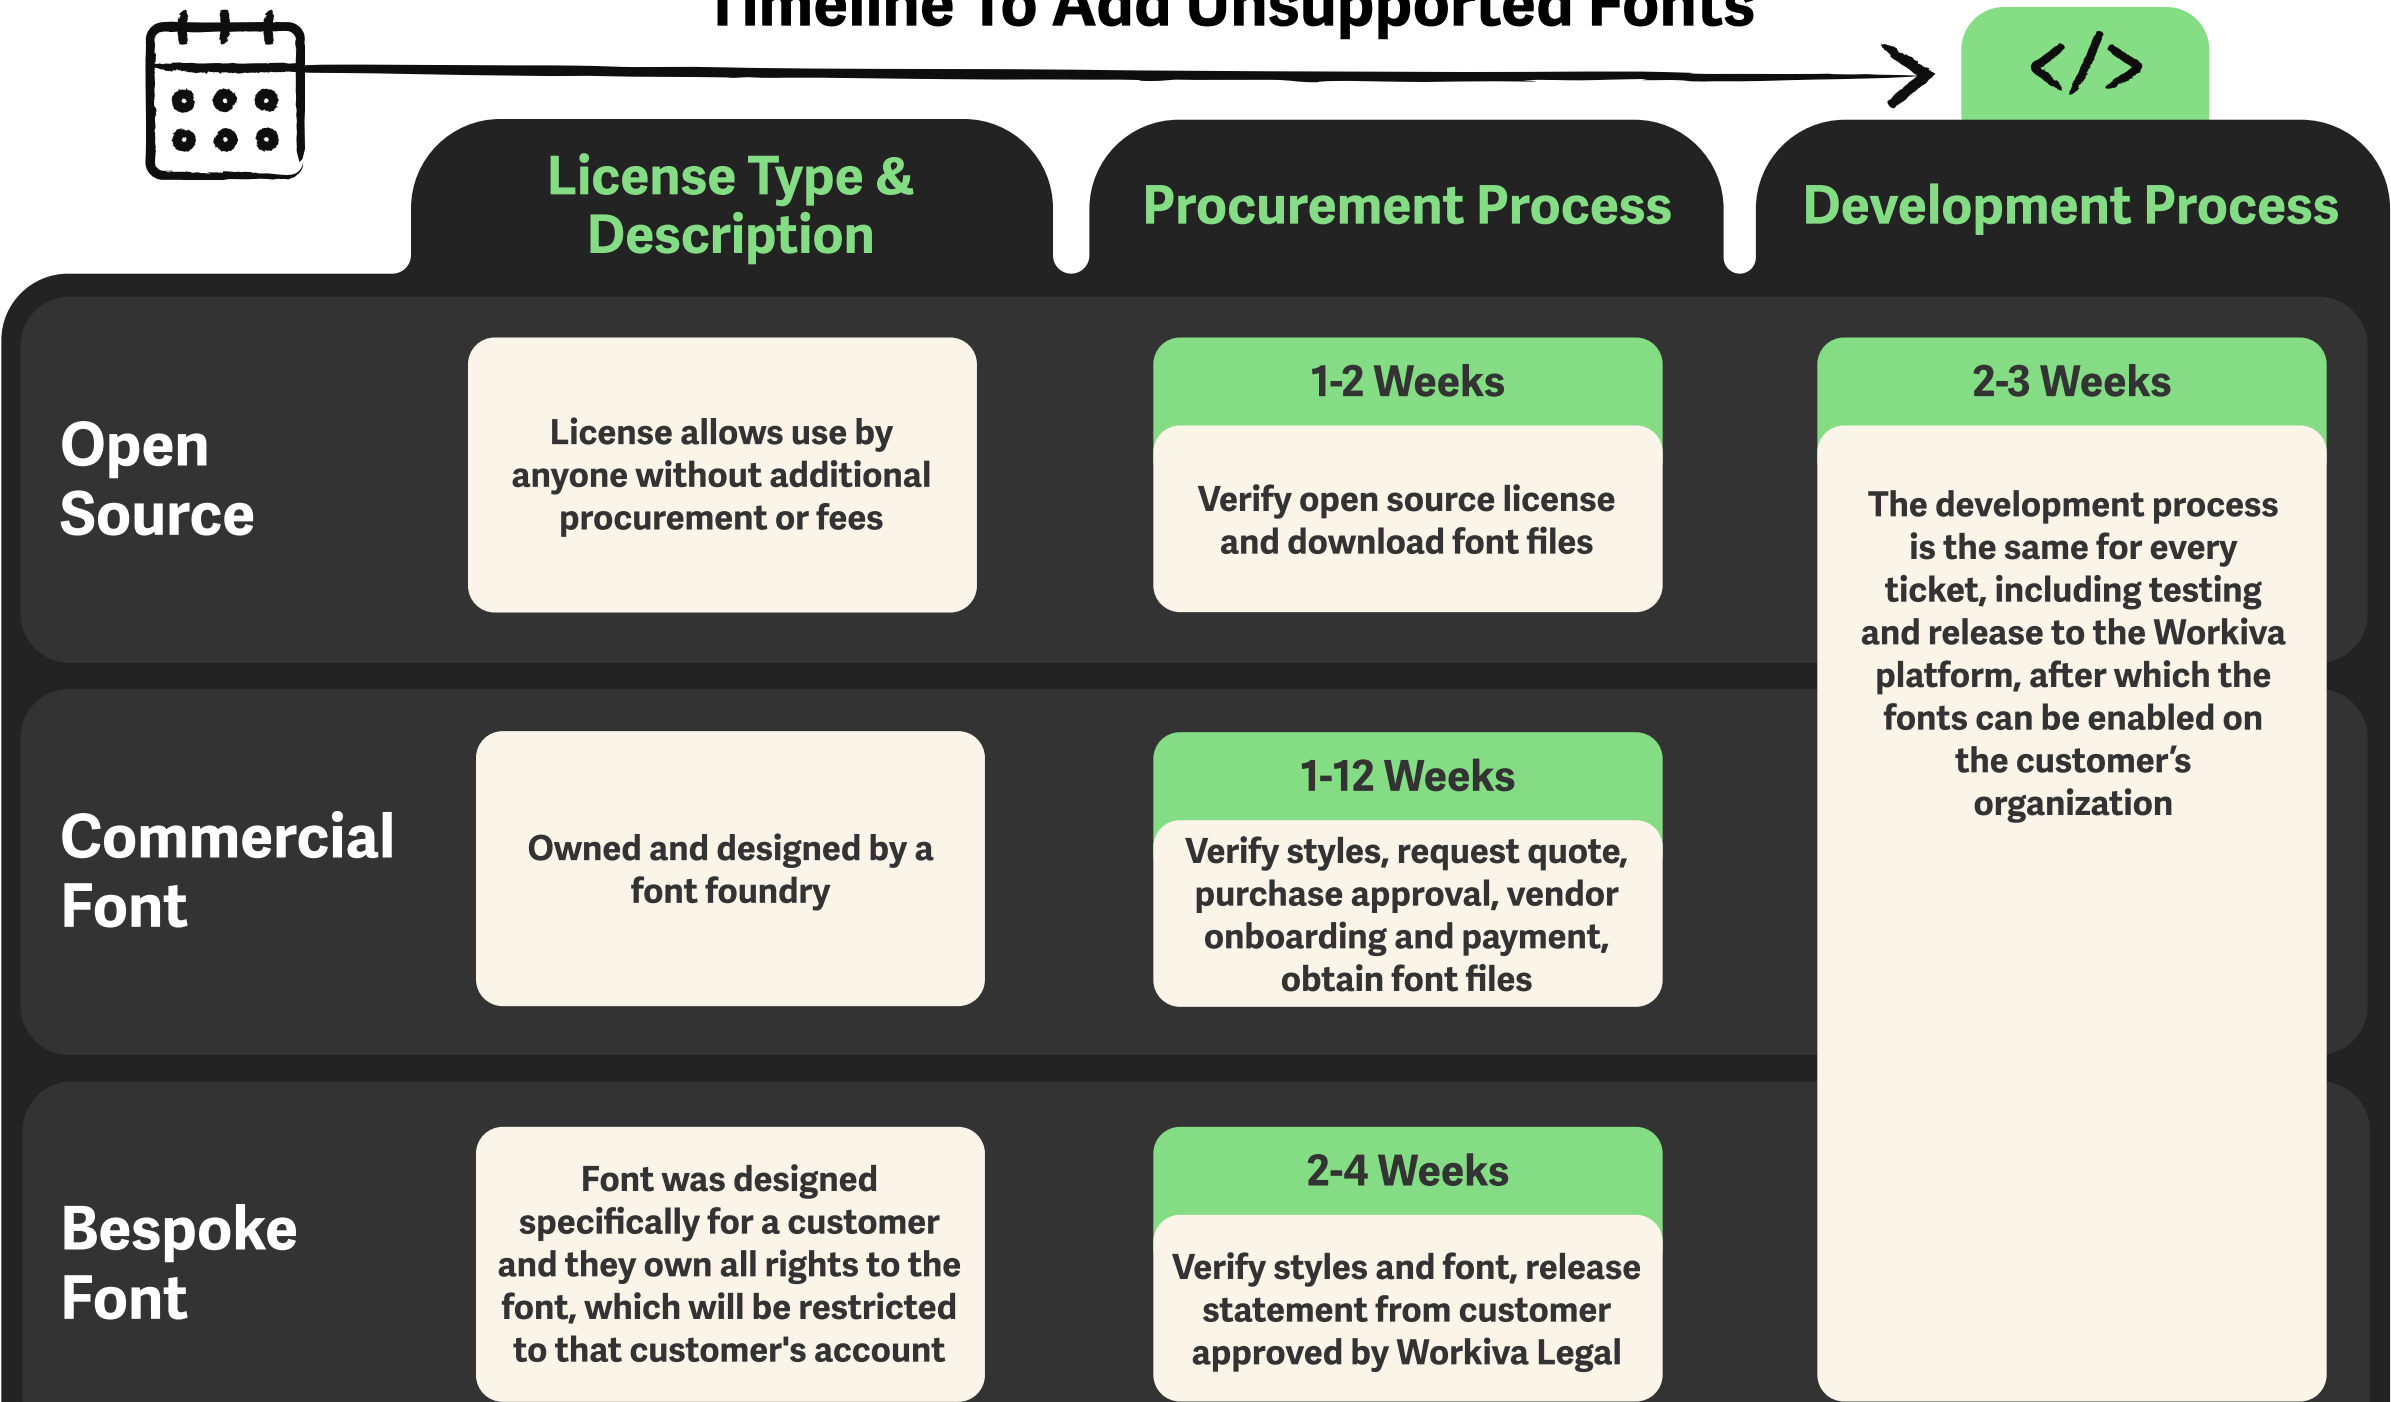 Timeline To Add Unsupported Fonts
</>
License Type &
Description
Procurement Process
Development Process
Open
Source
License allows use by
anyone without additional
procurement or fees
1-2 Weeks
Verify open source license
and download font files
2-3 Weeks
The development process
is the same for every
ticket, including testing
and release to the Workiva
platform, after which the
fonts can be enabled on
the customer’s
organization
Commercial
Font
Owned and designed by a
font foundry
1-12 Weeks
Verify styles, request quote,
purchase approval, vendor
onboarding and payment,
obtain font files
Bespoke
Font
Font was designed
specifically for a customer
and they own all rights to the
font, which will be restricted
to that customer's account
2-4 Weeks
Verify styles and font, release
statement from customer
approved by Workiva Legal